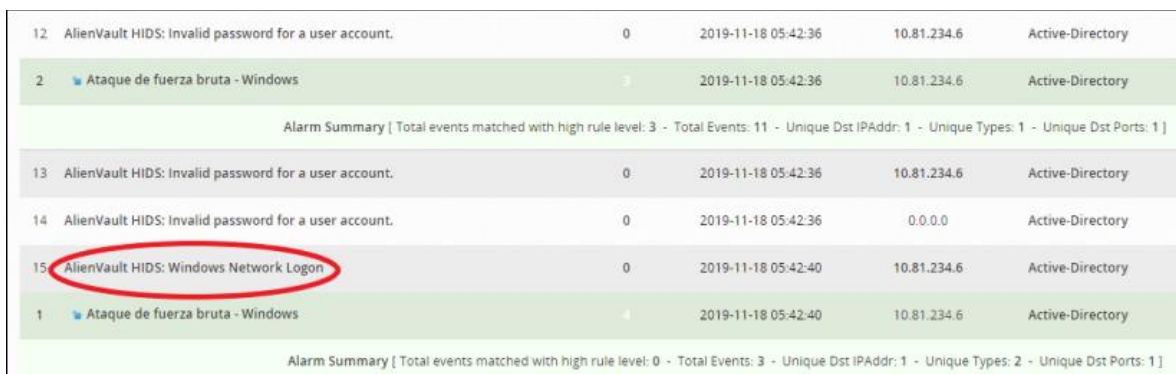 12 AlienVault HIDS: Invalid password for a user account. 0 2019-11-18 05:42:36 10.81.234.6 Active-Directory
2 Ataque de fuerza bruta - Windows 3 2019-11-18 05:42:36 10.81.234.6 Active-Directory
Alarm Summary [ Total events matched with high rule level: 3 - Total Events: 11 - Unique Dst IPAddr: 1 - Unique Types: 1 - Unique Dst Ports: 1 ]
13 AlienVault HIDS: Invalid password for a user account. 0 2019-11-18 05:42:36 10.81.234.6 Active-Directory
14 AlienVault HIDS: Invalid password for a user account. 0 2019-11-18 05:42:36 0.0.0.0 Active-Directory
15 AlienVault HIDS: Windows Network Logon 0 2019-11-18 05:42:40 10.81.234.6 Active-Directory
1 Ataque de fuerza bruta - Windows 4 2019-11-18 05:42:40 10.81.234.6 Active-Directory
Alarm Summary [ Total events matched with high rule level: 0 - Total Events: 3 - Unique Dst IPAddr: 1 - Unique Types: 2 - Unique Dst Ports: 1 ]